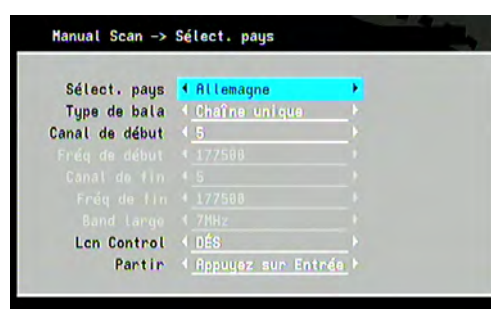 Manual Scan -> Sélect. pays
Sélect. pays Allemagne
Type de bala Chaîne unique
Canal de début 5
Fréq de début 177500
Canal de fin 5
Fréq de fin 177500
Band large 7MHz
Lcn Control DÉS
Partir Appuyez sur Entrée